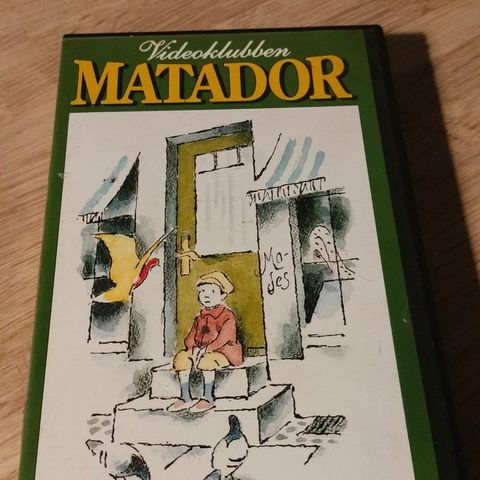 Videoklubben
MATADOR
Mo-
des